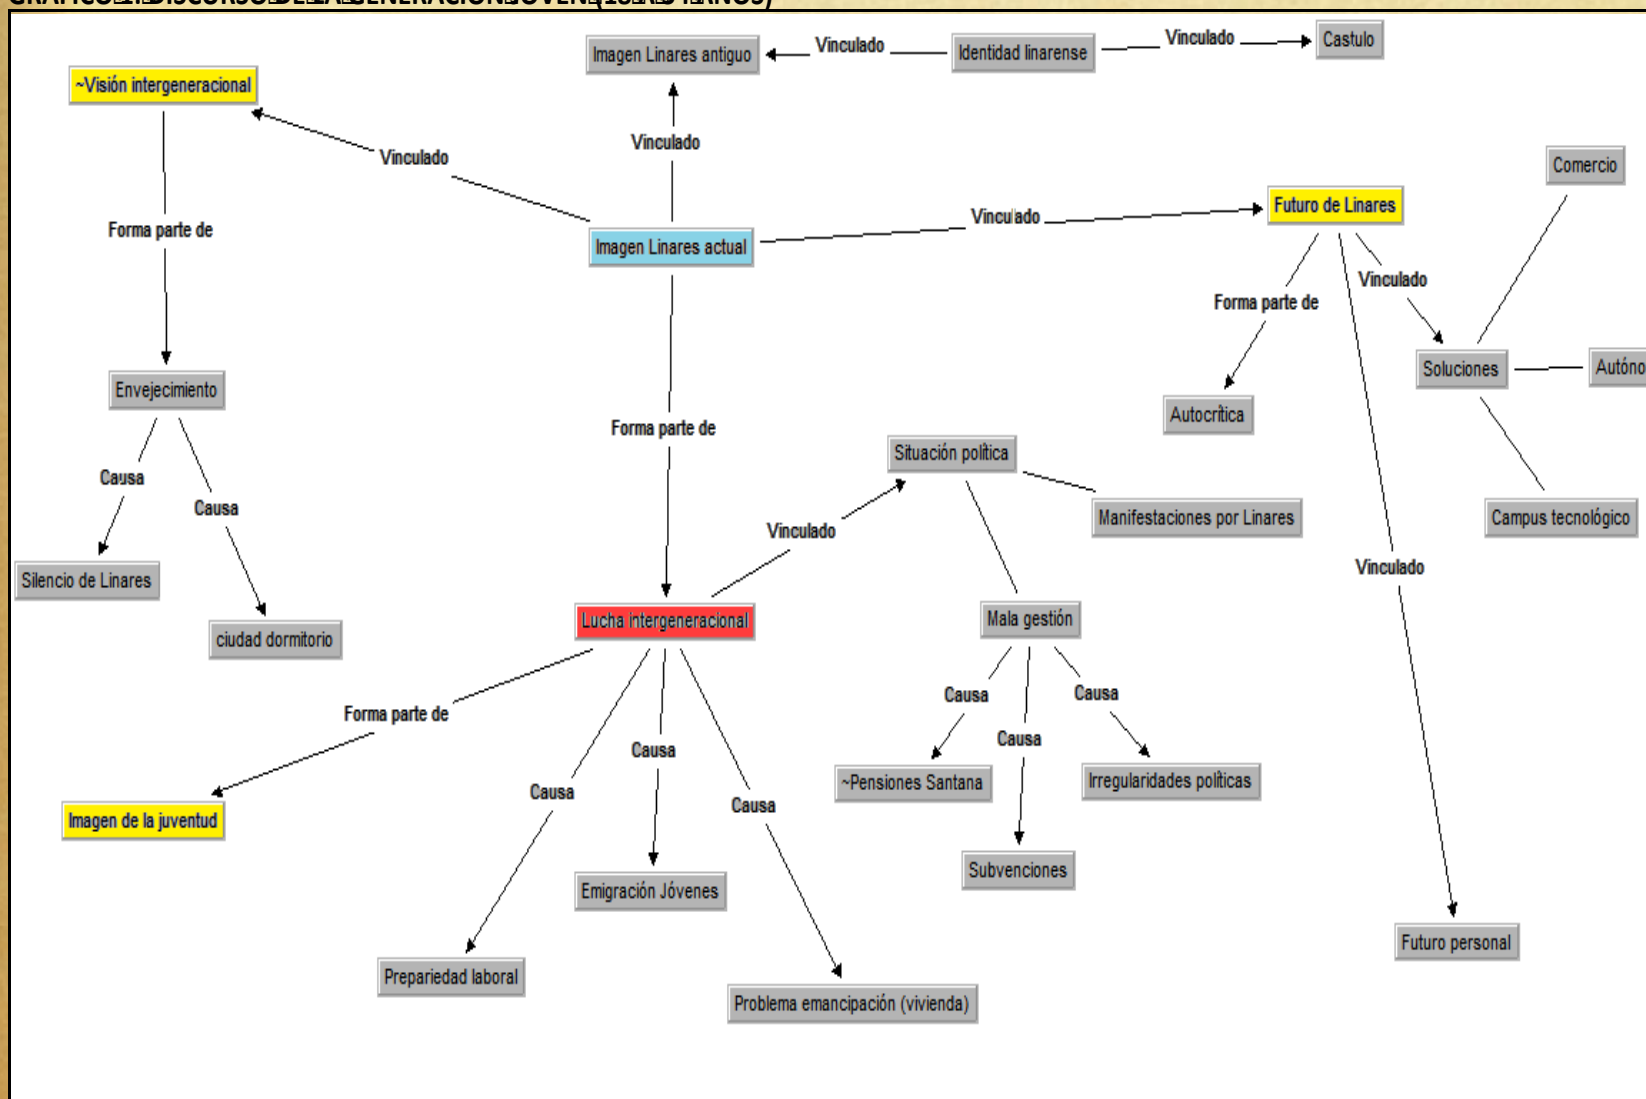 Imagen Linares antiguo
Vinculado
Identidad linarense
Vinculado
Castulo
~Visión intergeneracional
Vinculado
Vinculado
Comercio
Forma parte de
Imagen Linares actual
Vinculado
Futuro de Linares
Forma parte de
Vinculado
Soluciones
Envejecimiento
Autocrítica
Forma parte de
Situación política
Causa
Causa
Vinculado
Manifestaciones por Linares
Campus tecnológico
Silencio de Linares
Vinculado
ciudad dormitorio
Lucha intergeneracional
Mala gestión
Forma parte de
Causa
Causa
Causa
Causa
Causa
Causa
~Pensiones Santana
Irregularidades políticas
Imagen de la juventud
Subvenciones
Emigración Jóvenes
Futuro personal
Prepariedad laboral
Problema emancipación (vivienda)